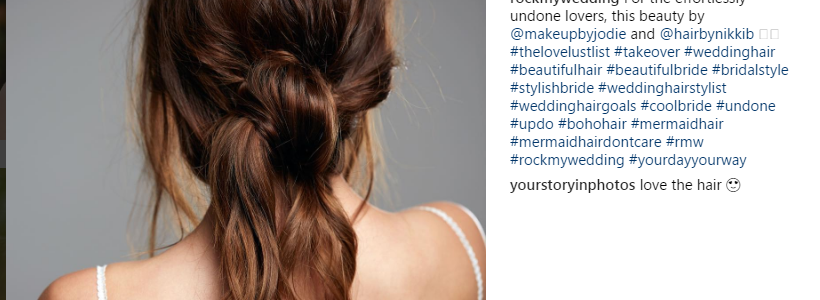 rockmywedding For the effortlessly
undone lovers, this beauty by
@makeupbyjodie and @hairbynikkib
#thelovelustlist #takeover #weddinghair
#beautifulhair #beautifulbride #bridalstyle
#stylishbride #weddinghairstylist
#weddinghairgoals #coolbride #undone
#updo #bohohair #mermaidhair
#mermaidhairdontcare #rmw
#rockmywedding #yourdayyourway
yourstoryinphotos love the hair 🙂